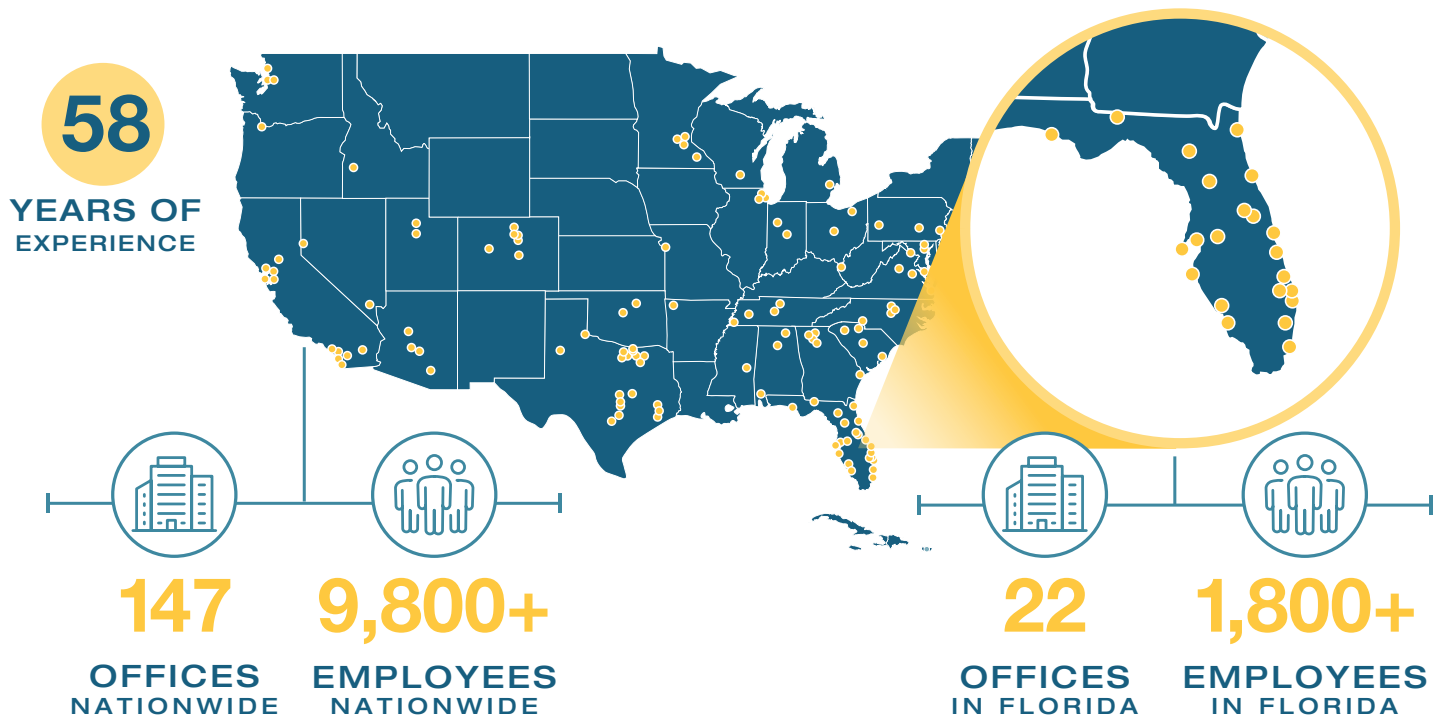 58
YEARS OF
EXPERIENCE
147
OFFICES
NATIONWIDE
9,800+
EMPLOYEES
NATIONWIDE
22
OFFICES
IN FLORIDA
1,800+
EMPLOYEES
IN FLORIDA